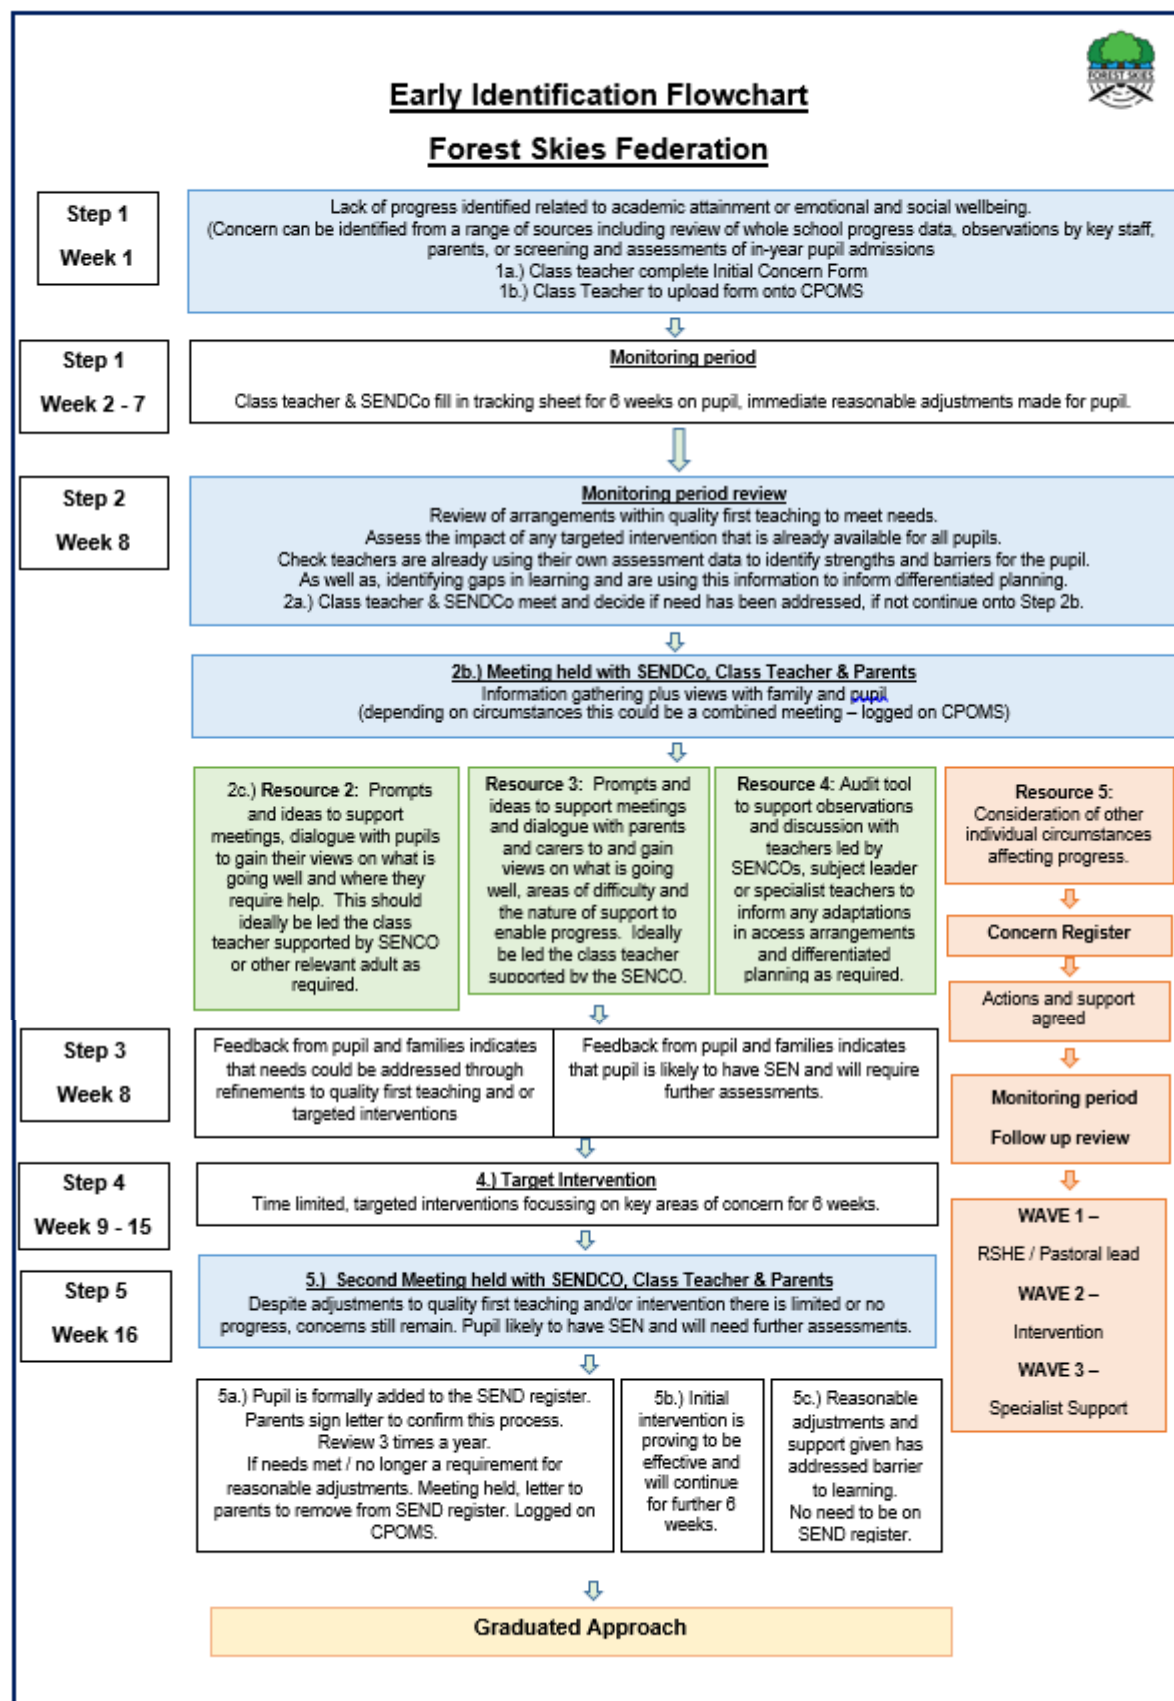 FOREST SKIES
Early Identification Flowchart
Forest Skies Federation
Step 1
Week 1
Lack of progress identified related to academic attainment or emotional and social wellbeing.
(Concern can be identified from a range of sources including review of whole school progress data, observations by key staff,
parents, or screening and assessments of in-year pupil admissions
1a.) Class teacher complete Initial Concern Form
1b.) Class Teacher to upload form onto CPOMS
Step 1
Week 2 - 7
Monitoring period
Class teacher & SENDCo fill in tracking sheet for 6 weeks on pupil, immediate reasonable adjustments made for pupil.
Step 2
Week 8
Monitoring period review
Review of arrangements within quality first teaching to meet needs.
Assess the impact of any targeted intervention that is already available for all pupils.
Check teachers are already using their own assessment data to identify strengths and barriers for the pupil.
As well as, identifying gaps in learning and are using this information to inform differentiated planning.
2a.) Class teacher & SENDCo meet and decide if need has been addressed, if not continue onto Step 2b.
2b.) Meeting held with SENDCo, Class Teacher & Parents
Information gathering plus views with family and pupil
(depending on circumstances this could be a combined meeting – logged on CPOMS)
2c.) Resource 2: Prompts
and ideas to support
meetings, dialogue with pupils
to gain their views on what is
going well and where they
require help. This should
ideally be led the class
teacher supported by SENCO
or other relevant adult as
required.
Resource 3: Prompts and
ideas to support meetings
and dialogue with parents
and carers to and gain
views on what is going
well, areas of difficulty and
the nature of support to
enable progress. Ideally
be led the class teacher
supported by the SENCO.
Resource 4: Audit tool
to support observations
and discussion with
teachers led by
SENCOs, subject leader
or specialist teachers to
inform any adaptations
in access arrangements
and differentiated
planning as required.
Resource 5:
Consideration of other
individual circumstances
affecting progress.
Concern Register
Actions and support
agreed
Monitoring period
Follow up review
WAVE 1 –
RSHE / Pastoral lead
WAVE 2 –
Intervention
WAVE 3 –
Specialist Support
Step 3
Week 8
Feedback from pupil and families indicates
that needs could be addressed through
refinements to quality first teaching and or
targeted interventions
Feedback from pupil and families indicates
that pupil is likely to have SEN and will require
further assessments.
Step 4
Week 9 - 15
4.) Target Intervention
Time limited, targeted interventions focussing on key areas of concern for 6 weeks.
Step 5
Week 16
5.) Second Meeting held with SENDCO, Class Teacher & Parents
Despite adjustments to quality first teaching and/or intervention there is limited or no
progress, concerns still remain. Pupil likely to have SEN and will need further assessments.
5a.) Pupil is formally added to the SEND register.
Parents sign letter to confirm this process.
Review 3 times a year.
If needs met / no longer a requirement for
reasonable adjustments. Meeting held, letter to
parents to remove from SEND register. Logged on
CPOMS.
5b.) Initial
intervention is
proving to be
effective and
will continue
for further 6
weeks.
5c.) Reasonable
adjustments and
support given has
addressed barrier
to learning.
No need to be on
SEND register.
Graduated Approach